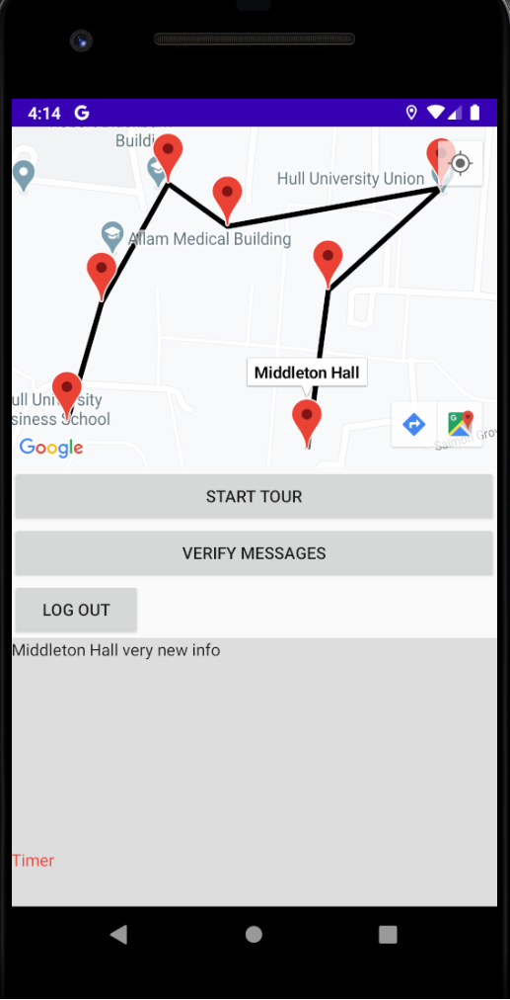 4:14 G
Buildi
Hull University Union
Allam Medical Building
Middleton Hall
ull University
siness School
Google
Salmon Grov
START TOUR
VERIFY MESSAGES
LOG OUT
Middleton Hall very new info
Timer